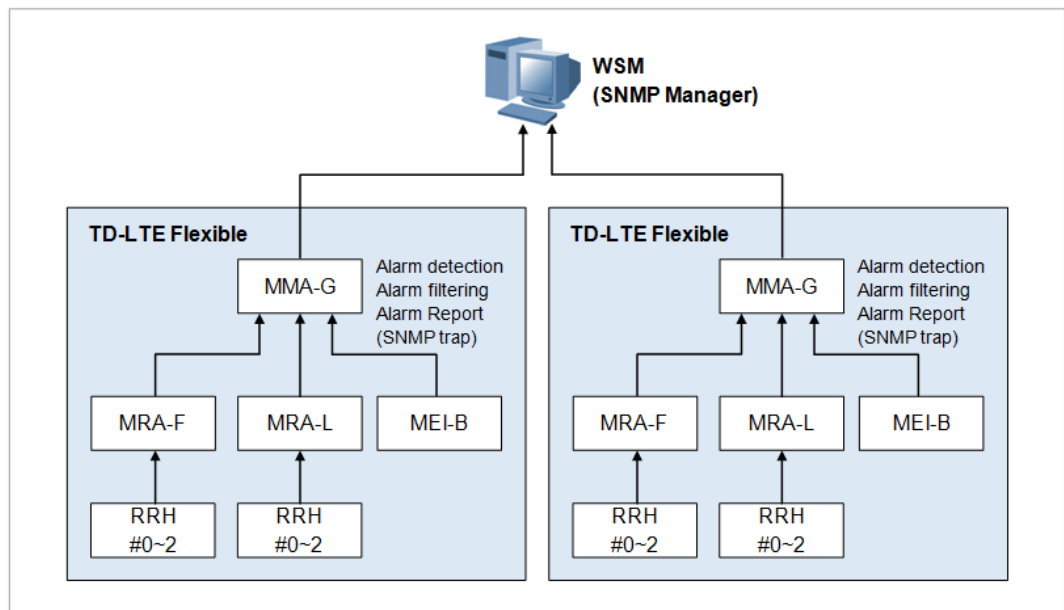 WSM
(SNMP Manager)
TD-LTE Flexible
MMA-G
Alarm detection
Alarm filtering
Alarm Report
(SNMP trap)
MRA-F
MRA-L
MEI-B
RRH
#0~2
RRH
#0~2
TD-LTE Flexible
MMA-G
Alarm detection
Alarm filtering
Alarm Report
(SNMP trap)
MRA-F
MRA-L
MEI-B
RRH
#0~2
RRH
#0~2